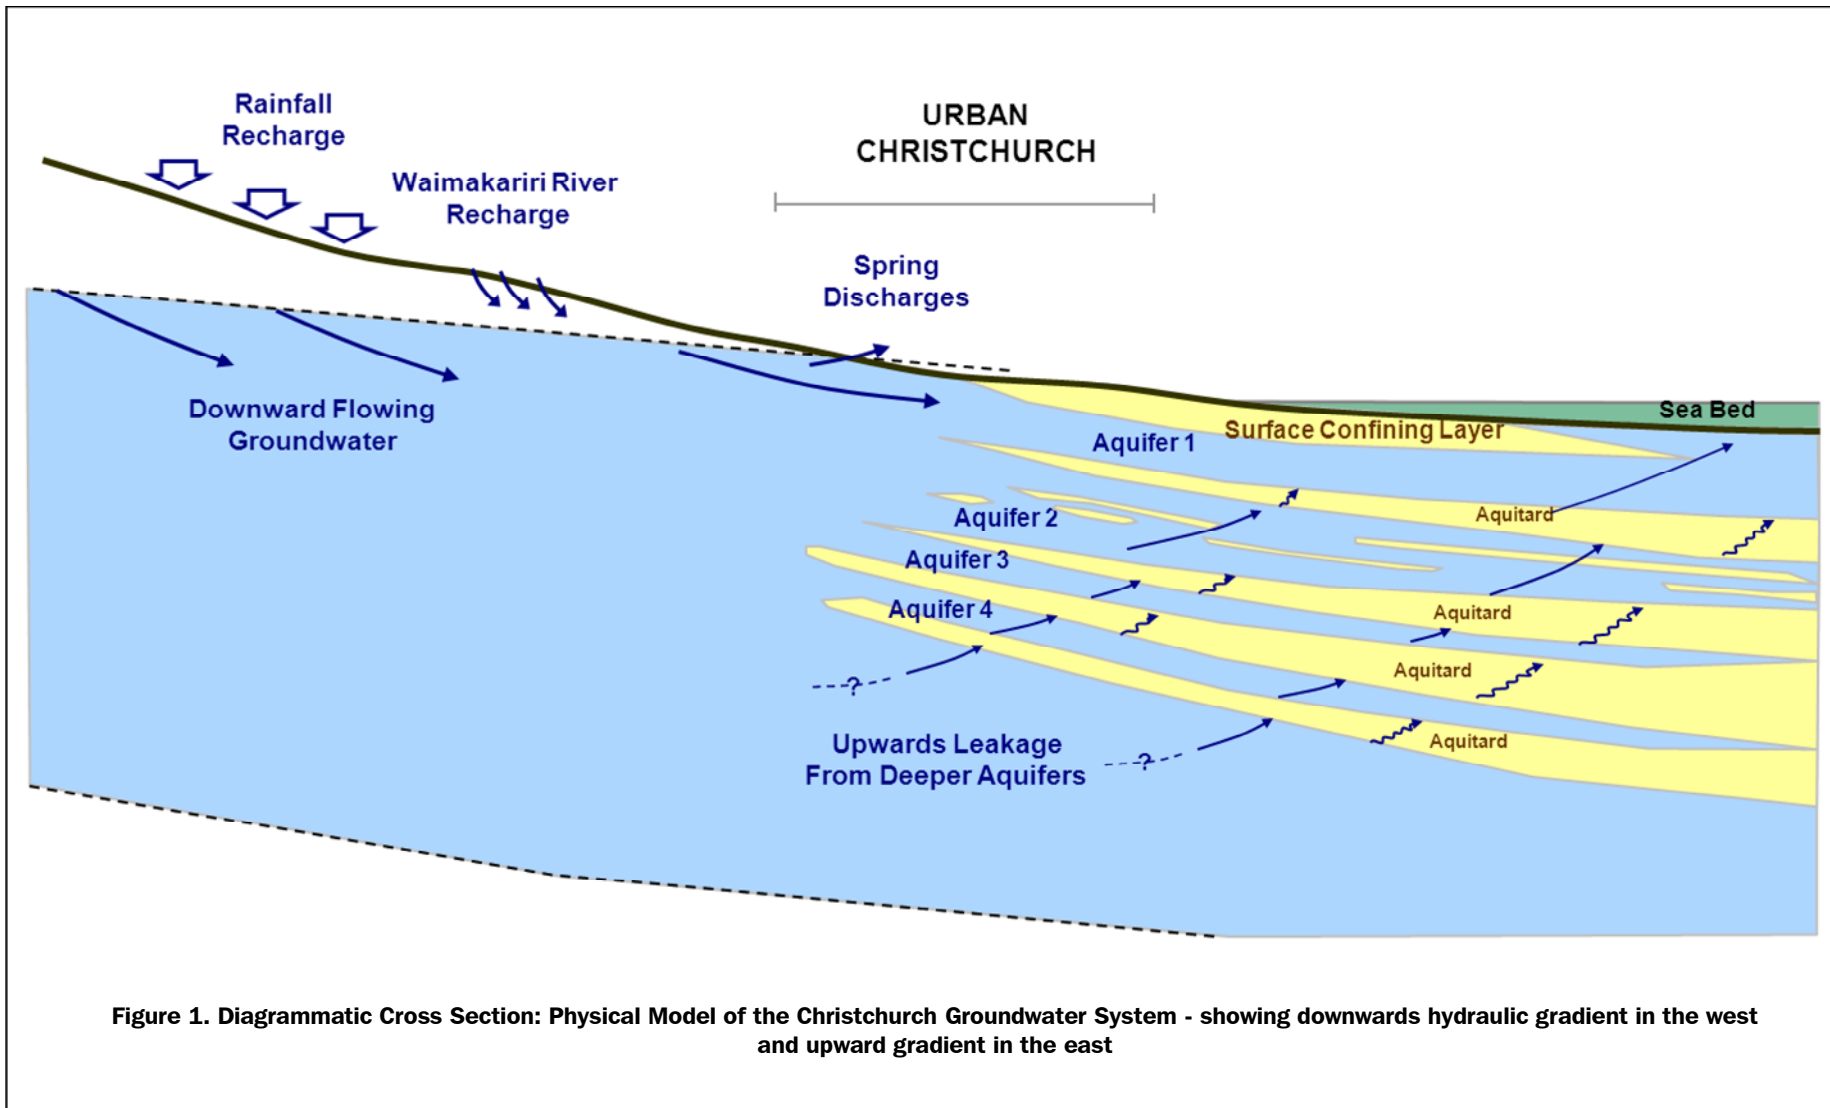 Rainfall
Recharge
Waimakariri River
Recharge
URBAN
CHRISTCHURCH
Spring
Discharges
Downward Flowing
Groundwater
Sea Bed
Surface Confining Layer
Aquifer 1
Aquifer 2
Aquitard
Aquifer 3
Aquifer 4
Aquitard
Aquitard
?
Aquitard
Upwards Leakage
From Deeper Aquifers
?
Figure 1. Diagrammatic Cross Section: Physical Model of the Christchurch Groundwater System - showing downwards hydraulic gradient in the west
and upward gradient in the east